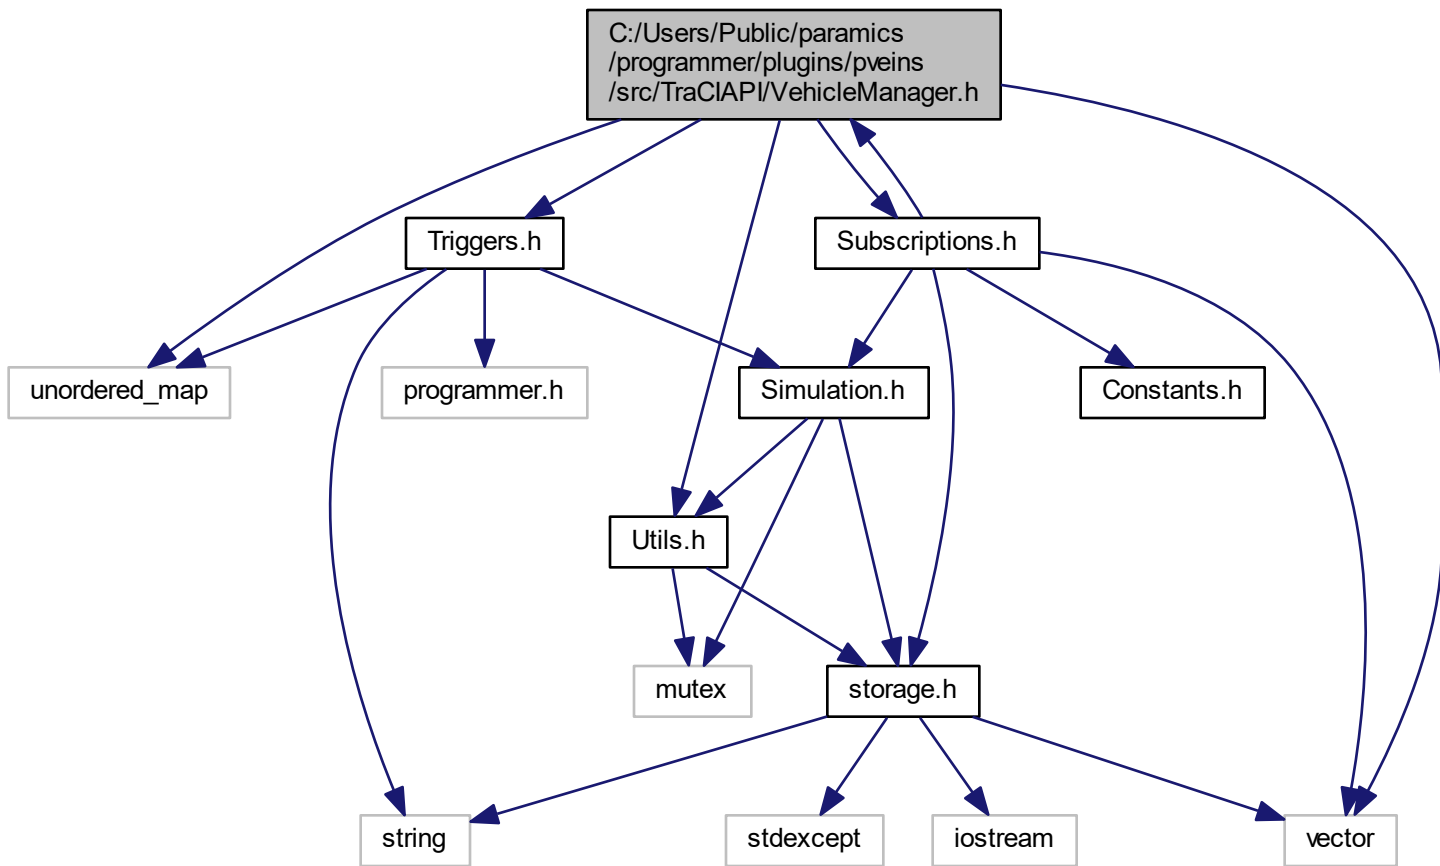 C:/Users/Public/paramics
/programmer/plugins/pveins
/src/TraCIAPI/VehicleManager.h
Triggers.h
Subscriptions.h
unordered_map
programmer.h
Simulation.h
Constants.h
Utils.h
mutex
storage.h
string
stdexcept
iostream
vector